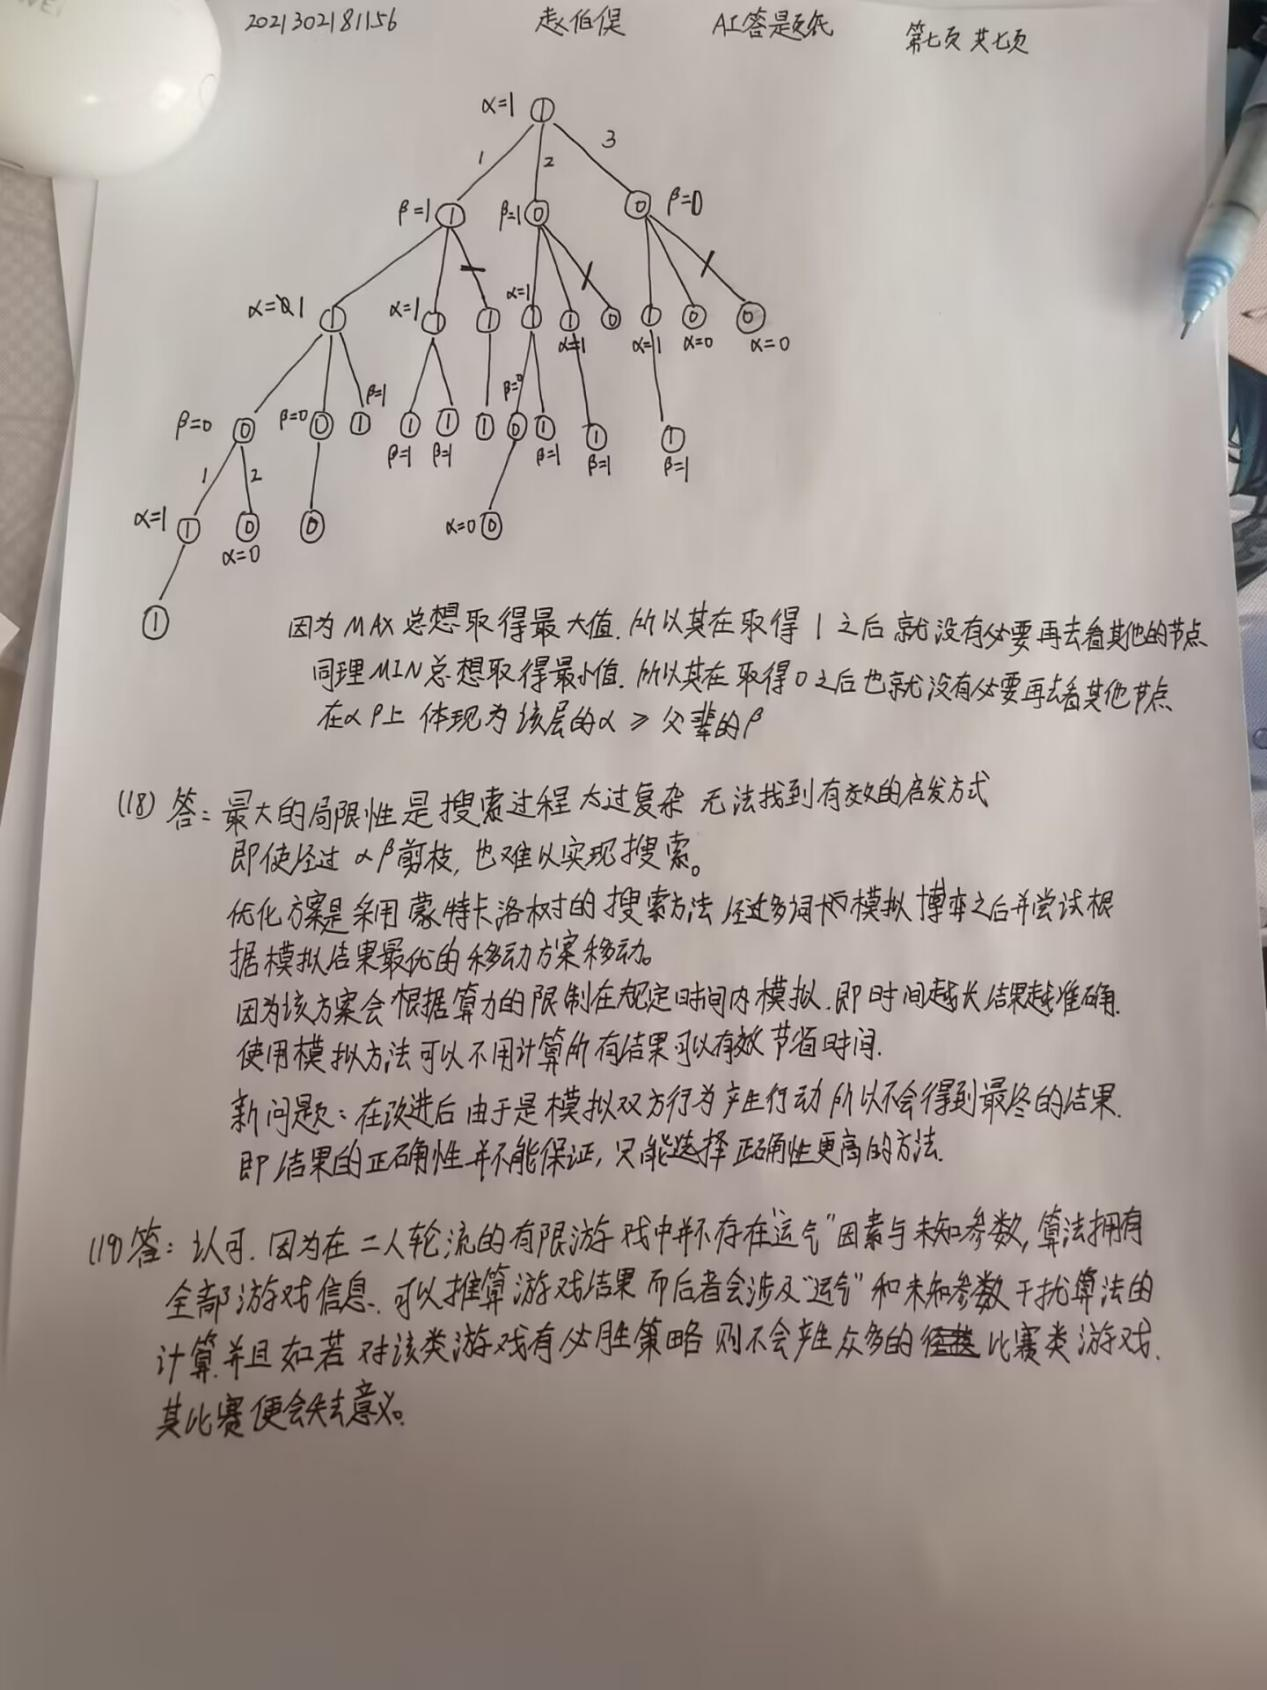 2021302181156 赵伯俣 AI答题纸 第七页 共七页
α=1 1
1 2 3
β=1 1 β=1 0 0 β=0
α=0 1 1 α=1 1 1 α=1 1 1 0 1 0 0
α=1 α=1 α=0 α=0
β=0 0 β=0 0 1 β=1 1 1 1 β=0 0 1 1 1
β=1 β=1 β=1 β=1 β=1
1 2
α=1 1 0 0 α=0 0
α=0
1
因为MAX总想取得最大值.所以其在取得1之后就没有必要再去看其他的节点
同理MIN总想取得最小值.所以其在取得0之后也就没有必要再去看其他节点
在αβ上 体现为该层的α≥父辈的β
(18) 答:最大的局限性是搜索过程太过复杂 无法找到有效的启发方式
即使经过αβ剪枝,也难以实现搜索。
优化方案是采用蒙特卡洛树的搜索方法 经过多词模拟博弈之后并尝试根
据模拟结果最优的移动方案移动。
因为该方案会根据算力的限制在规定时间内模拟.即时间越长结果越准确.
使用模拟方法可以不用计算所有结果可以有效节省时间.
新问题:在改进后由于是模拟双方行为产生行动所以不会得到最终的结果.
即结果的正确性并不能保证,只能选择正确性更高的方法.
(19)答:认可.因为在二人轮流的有限游戏中并不存在"运气"因素与未知参数,算法拥有
全部游戏信息.可以推算游戏结果 而后者会涉及"运气"和未知参数干扰算法的
计算.并且如若对该类游戏有必胜策略 则不会产生众多的 比赛类游戏.
其比赛便会失去意义。